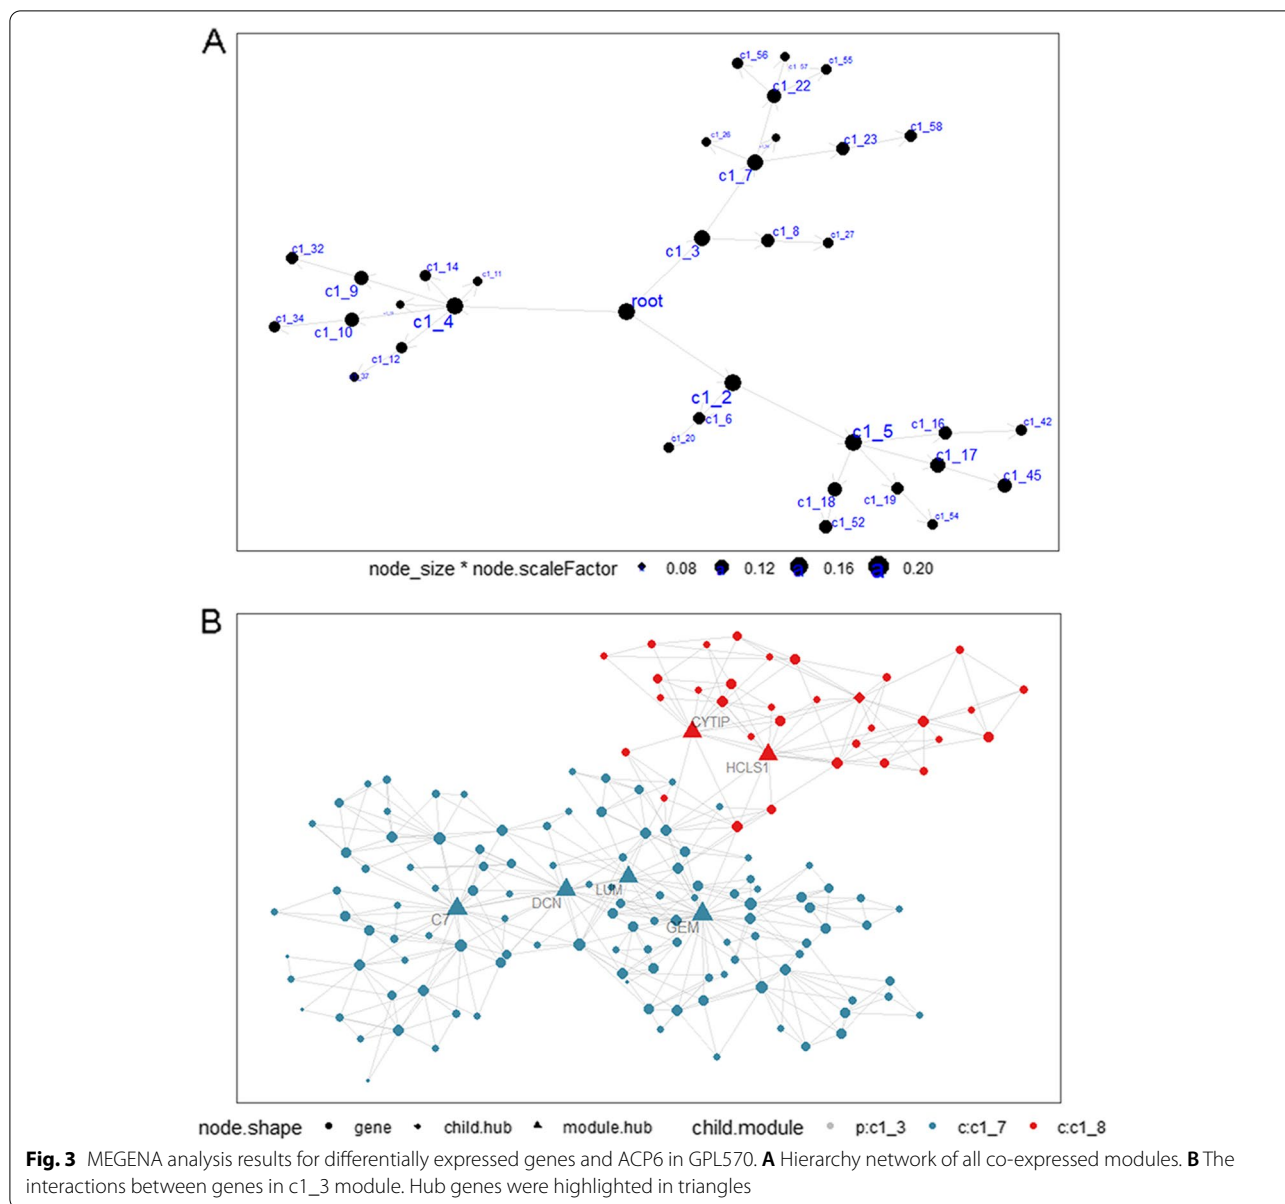 A
c1_56
c1_57
c1_55
c1_22
c1_26
c1_23
c1_58
c1_7
c1_3
c1_8
c1_27
c1_32
c1_14
c1_11
c1_9
c1_34
c1_10
c1_4
root
c1_12
37
c1_2
c1_6
c1_20
c1_5
c1_16
c1_42
c1_17
c1_45
c1_18
c1_19
c1_52
c1_54
node_size * node.scaleFactor 0.08 0.12 0.16 0.20
B
CYTIP
HCLS1
LUM
DCN
C7
GEM
node.shape gene child.hub module.hub child.module p:c1_3 c:c1_7 c:c1_8
Fig. 3 MEGENA analysis results for differentially expressed genes and ACP6 in GPL570. A Hierarchy network of all co-expressed modules. B The
interactions between genes in c1_3 module. Hub genes were highlighted in triangles